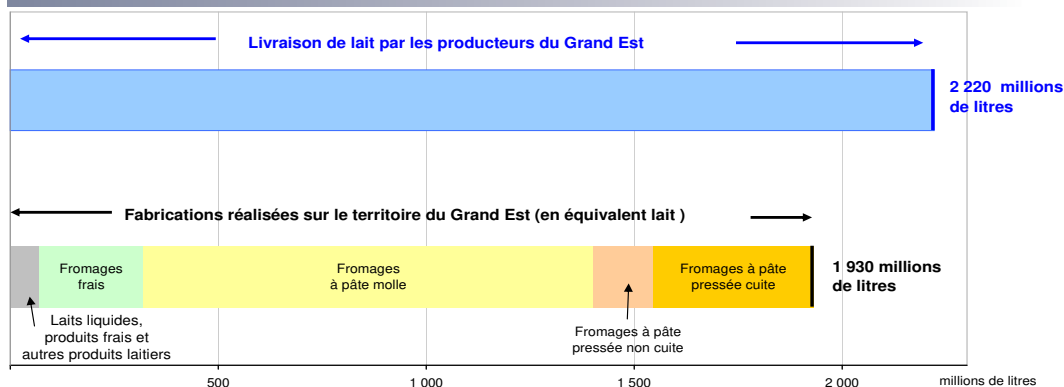 Livraison de lait par les producteurs du Grand Est
2 220 millions
de litres
Fabrications réalisées sur le territoire du Grand Est (en équivalent lait )
Fromages
frais
Fromages
à pâte molle
Fromages à pâte
pressée cuite
1 930 millions
de litres
Laits liquides,
produits frais et
autres produits laitiers
Fromages à pâte
pressée non cuite
500
1 000
1 500
2 000
millions de litres